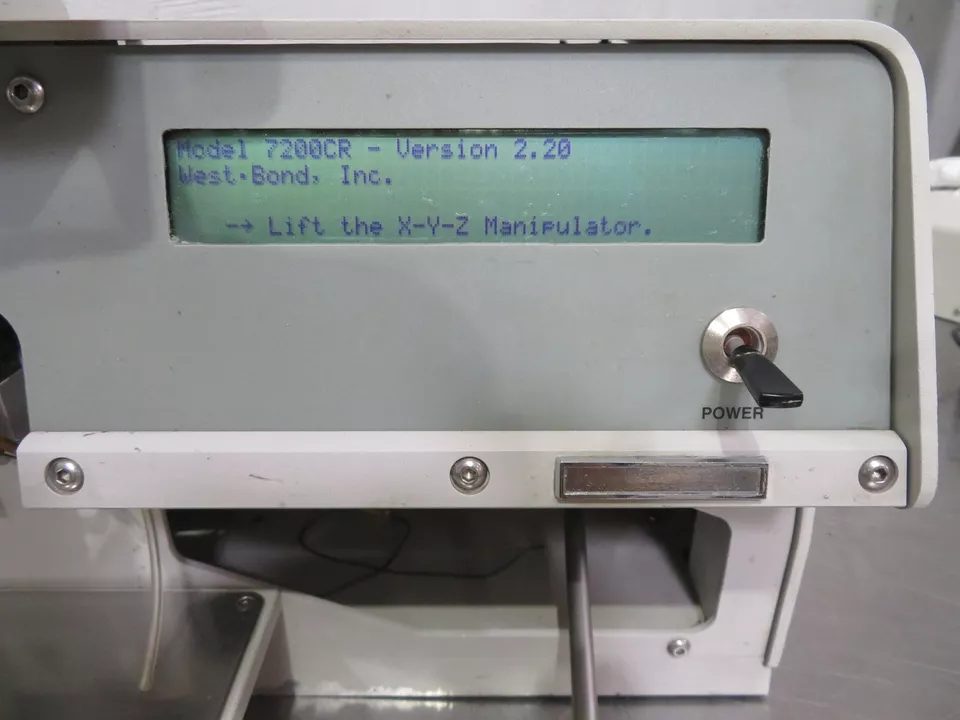 Model 7200CR - Version 2.20
West·Bond, Inc.
→ Lift the X-Y-Z Manipulator.
POWER